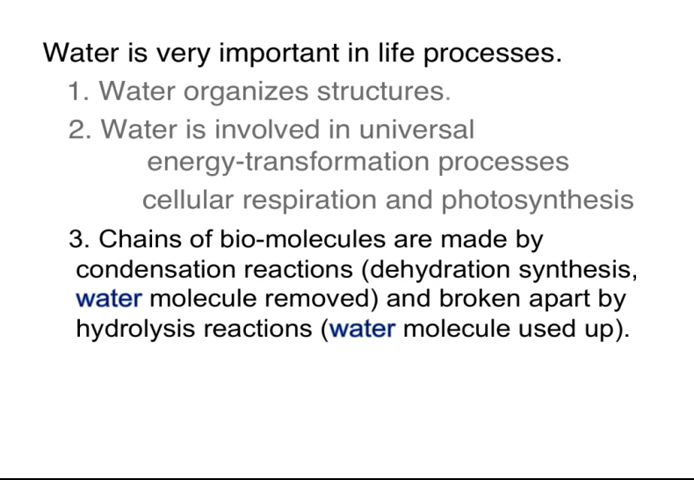 Water is very important in life processes.
1. Water organizes structures.
2. Water is involved in universal
energy-transformation processes
cellular respiration and photosynthesis
3. Chains of bio-molecules are made by
condensation reactions (dehydration synthesis,
water molecule removed) and broken apart by
hydrolysis reactions (water molecule used up).